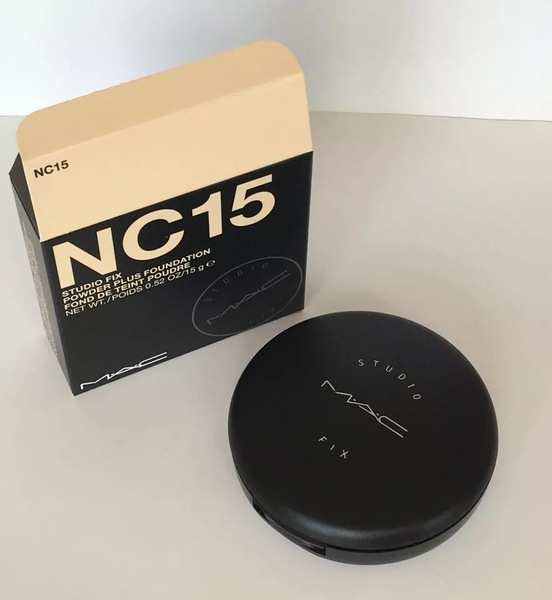 NC15
NC15
STUDIO FIX
POWDER PLUS FOUNDATION
FOND DE TEINT POUDRE
NET WT./POIDS 0.52 OZ/15 g ℮
STUDIO
M·A·C
FIX
M·A·C
STUDIO
M·A·C
FIX